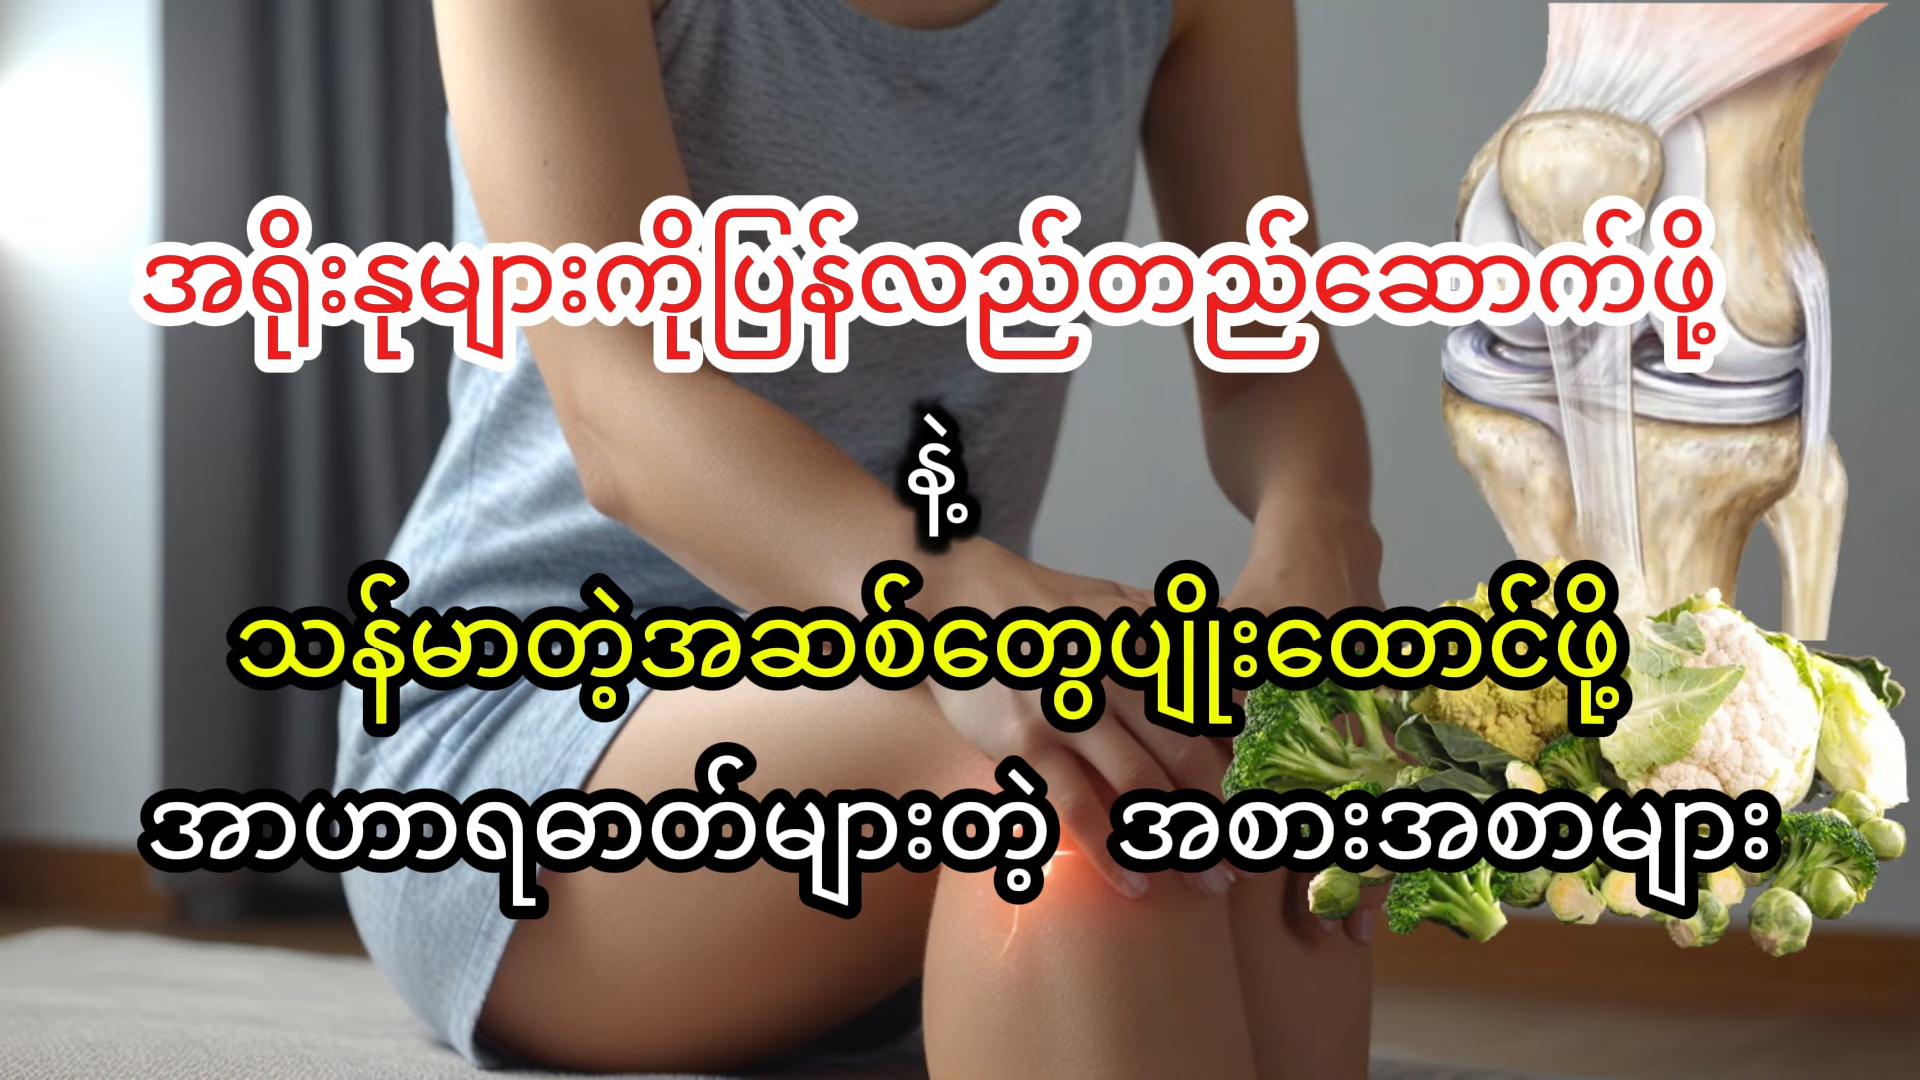 အရိုးနုများကိုပြန်လည်တည်ဆောက်ဖို့
နဲ့
သန်မာတဲ့အဆစ်တွေပျိုးထောင်ဖို့
အာဟာရဓာတ်များတဲ့ အစားအစာများ